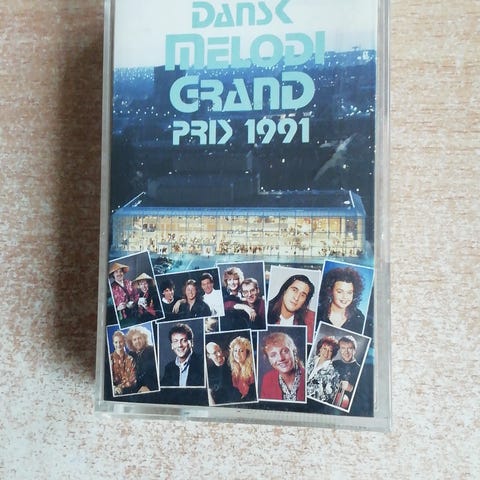 DANSK
MELODI
GRAND
PRIX 1991